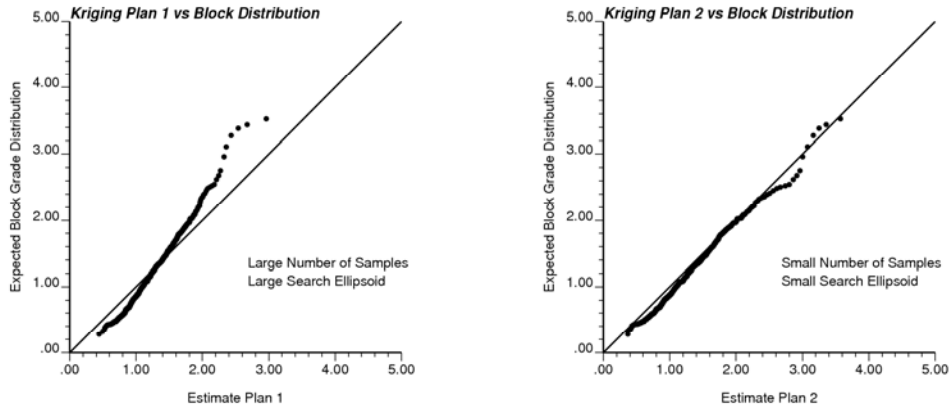 Kriging Plan 1 vs Block Distribution
5.00
4.00
3.00
2.00
1.00
.00
Expected Block Grade Distribution
Large Number of Samples
Large Search Ellipsoid
.00 1.00 2.00 3.00 4.00 5.00
Estimate Plan 1
Kriging Plan 2 vs Block Distribution
5.00
4.00
3.00
2.00
1.00
.00
Expected Block Grade Distribution
Small Number of Samples
Small Search Ellipsoid
.00 1.00 2.00 3.00 4.00 5.00
Estimate Plan 2